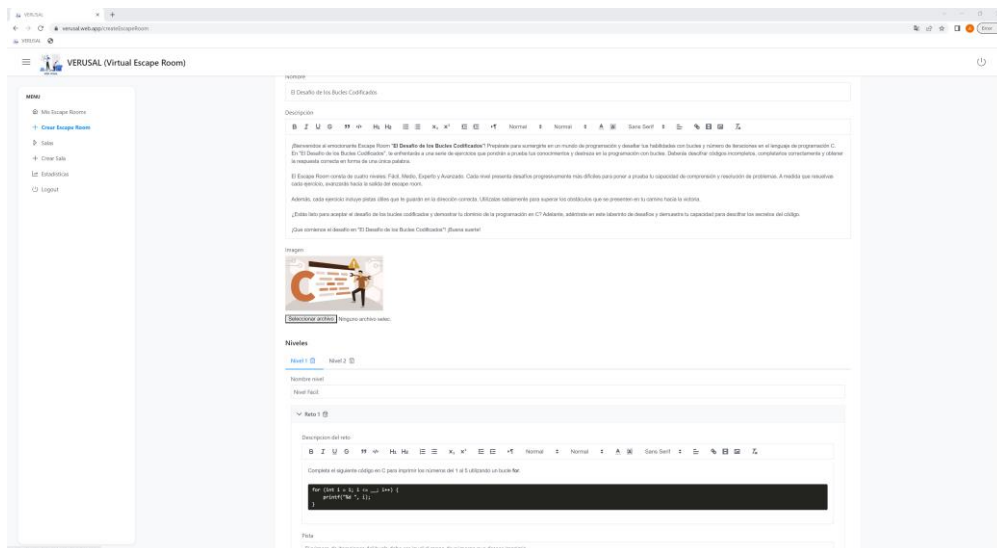 VERUSAL
verusal.web.app/createEscapeRoom
Error
VERUSAL
VERUSAL (Virtual Escape Room)
MENU
Mis Escape Rooms
Crear Escape Room
Salas
Crear Sala
Estadísticas
Logout
Nombre
El Desafío de los Bucles Codificados
Descripción
Normal Normal Sans Serif
¡Bienvenidos al emocionante Escape Room "El Desafío de los Bucles Codificados"! Prepárate para sumergirte en un mundo de programación y desafiar tus habilidades con bucles y número de iteraciones en el lenguaje de programación C.
En "El Desafío de los Bucles Codificados", te enfrentarás a una serie de ejercicios que pondrán a prueba tus conocimientos y destreza en la programación con bucles. Deberás descifrar códigos incompletos, completarlos correctamente y obtener
la respuesta correcta en forma de una única palabra.
El Escape Room consta de cuatro niveles: Fácil, Medio, Experto y Avanzado. Cada nivel presenta desafíos progresivamente más difíciles para poner a prueba tu capacidad de comprensión y resolución de problemas. A medida que resuelvas
cada ejercicio, avanzarás hacia la salida del escape room.
Además, cada ejercicio incluye pistas útiles que te guiarán en la dirección correcta. Utilízalas sabiamente para superar los obstáculos que se presenten en tu camino hacia la victoria.
¿Estás listo para aceptar el desafío de los bucles codificados y demostrar tu dominio de la programación en C? Adelante, adéntrate en este laberinto de desafíos y demuestra tu capacidad para descifrar los secretos del código.
¡Que comience el desafío en "El Desafío de los Bucles Codificados"! ¡Buena suerte!
Imagen
C
Seleccionar archivo Ninguno archivo selec.
Niveles
Nivel 1 Nivel 2
Nombre nivel
Nivel Fácil
Reto 1
Descripcion del reto
Normal Normal Sans Serif
Completa el siguiente código en C para imprimir los números del 1 al 5 utilizando un bucle for:
for (int i = 1; i <= __; i++) {
printf("%d ", i);
}
Pista